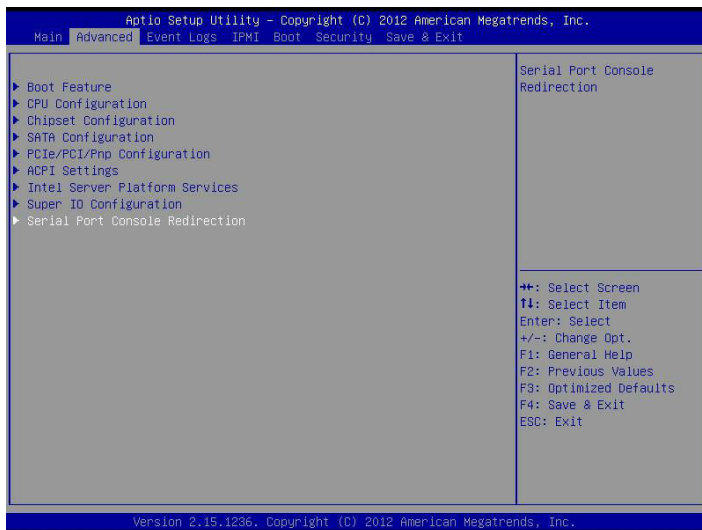 Aptio Setup Utility – Copyright (C) 2012 American Megatrends, Inc.
Main Advanced Event Logs IPMI Boot Security Save & Exit
Boot Feature
CPU Configuration
Chipset Configuration
SATA Configuration
PCIe/PCI/Pnp Configuration
ACPI Settings
Intel Server Platform Services
Super IO Configuration
Serial Port Console Redirection
Serial Port Console
Redirection
→←: Select Screen
↑↓: Select Item
Enter: Select
+/-: Change Opt.
F1: General Help
F2: Previous Values
F3: Optimized Defaults
F4: Save & Exit
ESC: Exit
Version 2.15.1236. Copyright (C) 2012 American Megatrends, Inc.